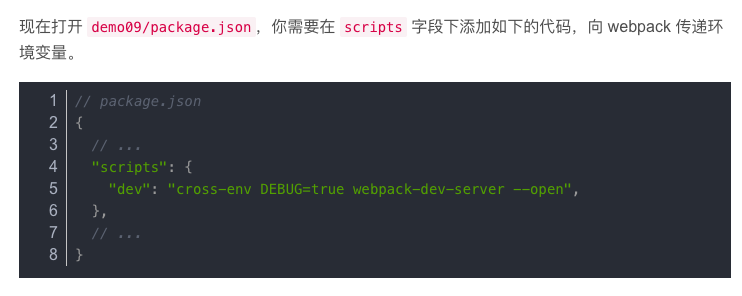 现在打开 demo09/package.json，你需要在 scripts 字段下添加如下的代码，向 webpack 传递环
境变量。
1 // package.json
2 {
3   // ...
4   "scripts": {
5     "dev": "cross-env DEBUG=true webpack-dev-server --open",
6   },
7   // ...
8 }